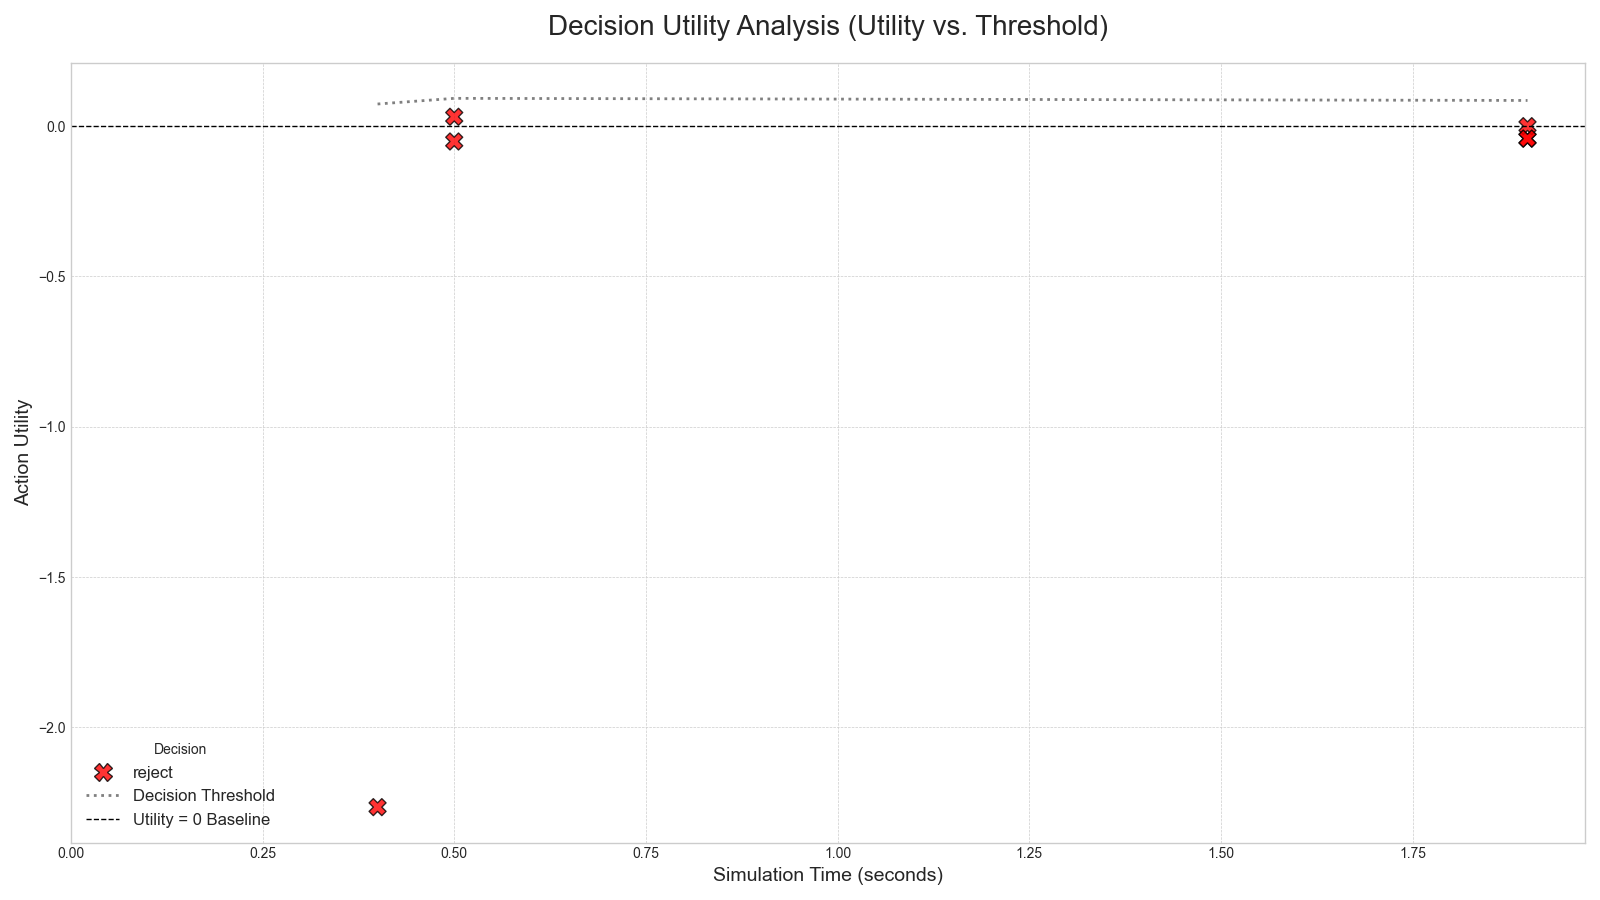 Decision Utility Analysis (Utility vs. Threshold)
0.0
−0.5
−1.0
−1.5
−2.0
Action Utility
Decision
reject
Decision Threshold
Utility = 0 Baseline
0.00 0.25 0.50 0.75 1.00 1.25 1.50 1.75
Simulation Time (seconds)